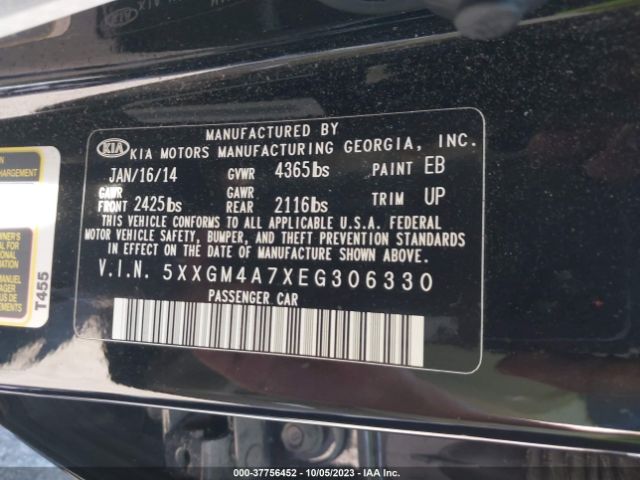 KIA
MANUFACTURED BY
KIA MOTORS MANUFACTURING GEORGIA, INC.
JAN/16/14 GVWR 4365lbs PAINT EB
GAWR FRONT 2425lbs GAWR REAR 2116lbs TRIM UP
THIS VEHICLE CONFORMS TO ALL APPLICABLE U.S.A. FEDERAL
MOTOR VEHICLE SAFETY, BUMPER, AND THEFT PREVENTION STANDARDS
IN EFFECT ON THE DATE OF MANUFACTURE SHOWN ABOVE.
V.I.N. 5XXGM4A7XEG306330
PASSENGER CAR
CHARGEMENT
T455
000-37756452 - 10/05/2023 - IAA Inc.